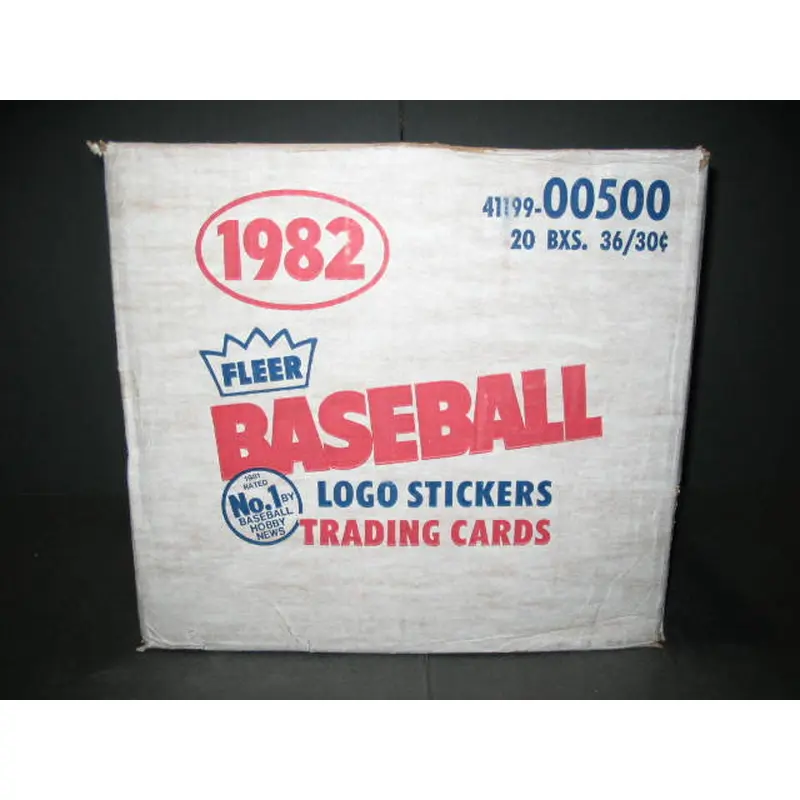 1982
41199-00500
20 BXS. 36/30¢
FLEER
BASEBALL
LOGO STICKERS
TRADING CARDS
1981
RATED
No.1 BY
BASEBALL
HOBBY
NEWS